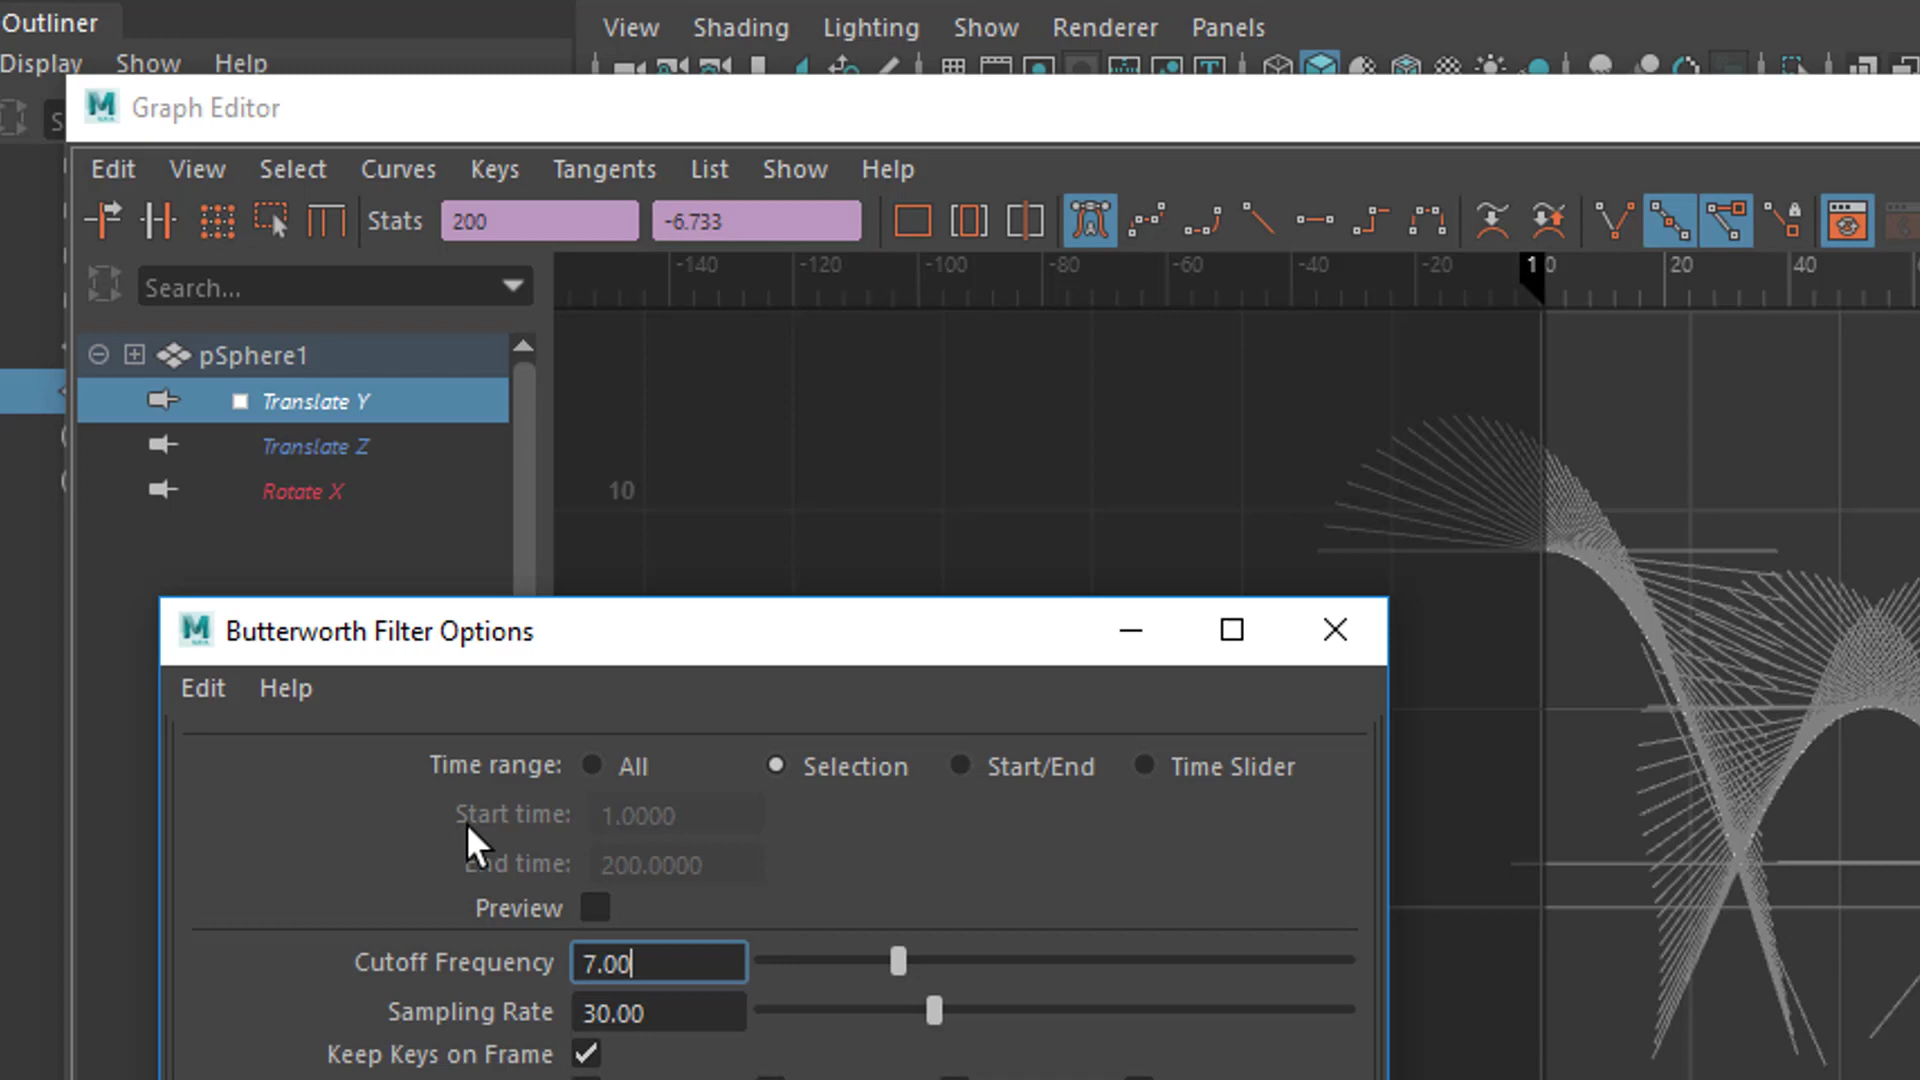 Outliner
View Shading Lighting Show Renderer Panels
Display Show Help
Graph Editor
Edit View Select Curves Keys Tangents List Show Help
Stats 200 -6.733
Search...
-140 -120 -100 -80 -60 -40 -20 1 0 20 40
pSphere1
Translate Y
Translate Z
Rotate X
10
Butterworth Filter Options
Edit Help
Time range: All Selection Start/End Time Slider
Start time: 1.0000
End time: 200.0000
Preview
Cutoff Frequency 7.00
Sampling Rate 30.00
Keep Keys on Frame